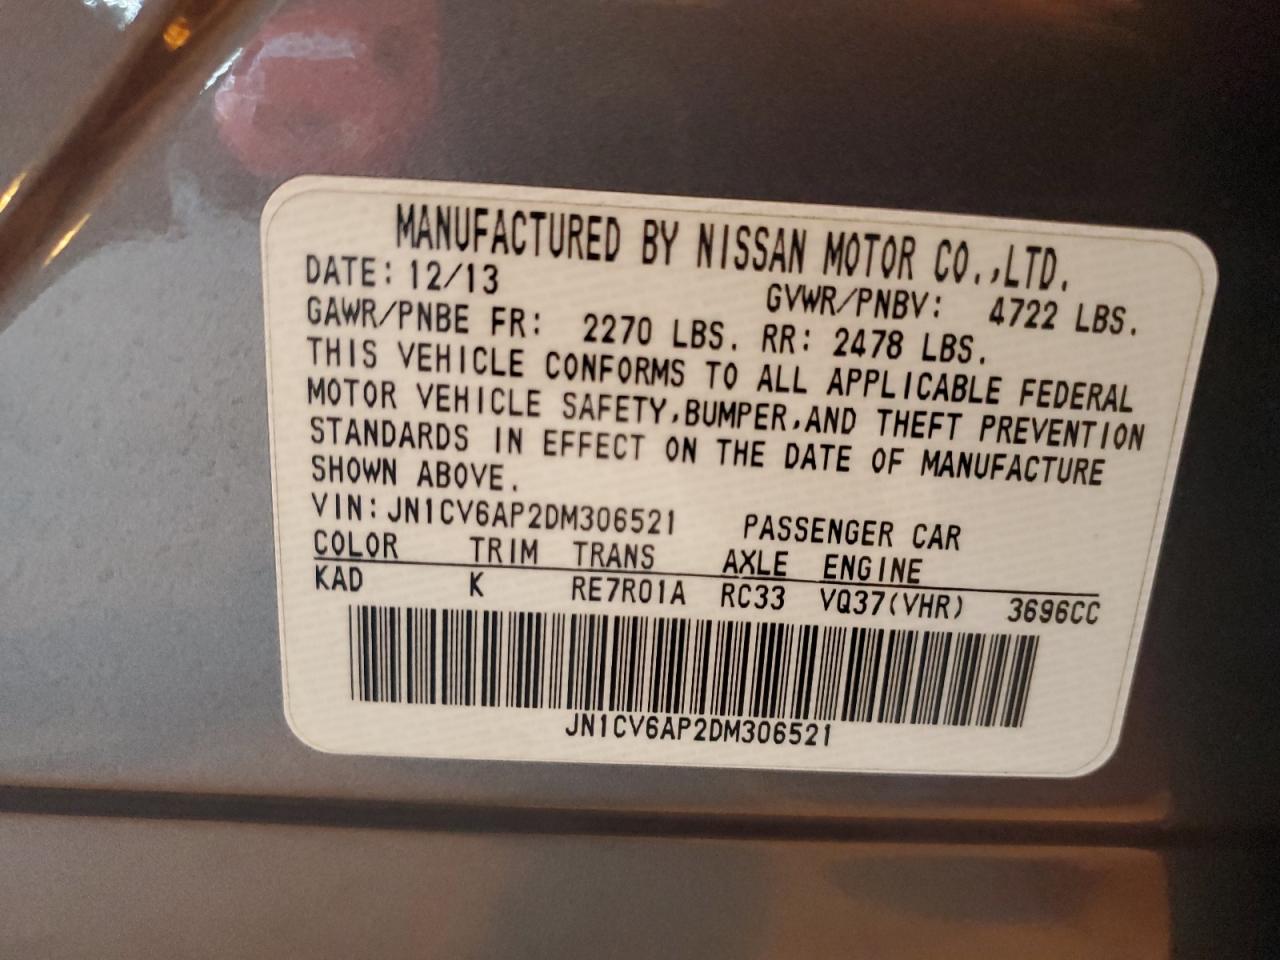 MANUFACTURED BY NISSAN MOTOR CO.,LTD.
DATE: 12/13 GVWR/PNBV: 4722 LBS.
GAWR/PNBE FR: 2270 LBS. RR: 2478 LBS.
THIS VEHICLE CONFORMS TO ALL APPLICABLE FEDERAL
MOTOR VEHICLE SAFETY,BUMPER,AND THEFT PREVENTION
STANDARDS IN EFFECT ON THE DATE OF MANUFACTURE
SHOWN ABOVE.
VIN:JN1CV6AP2DM306521 PASSENGER CAR
COLOR TRIM TRANS AXLE ENGINE
KAD K RE7R01A RC33 VQ37(VHR) 3696CC
JN1CV6AP2DM306521